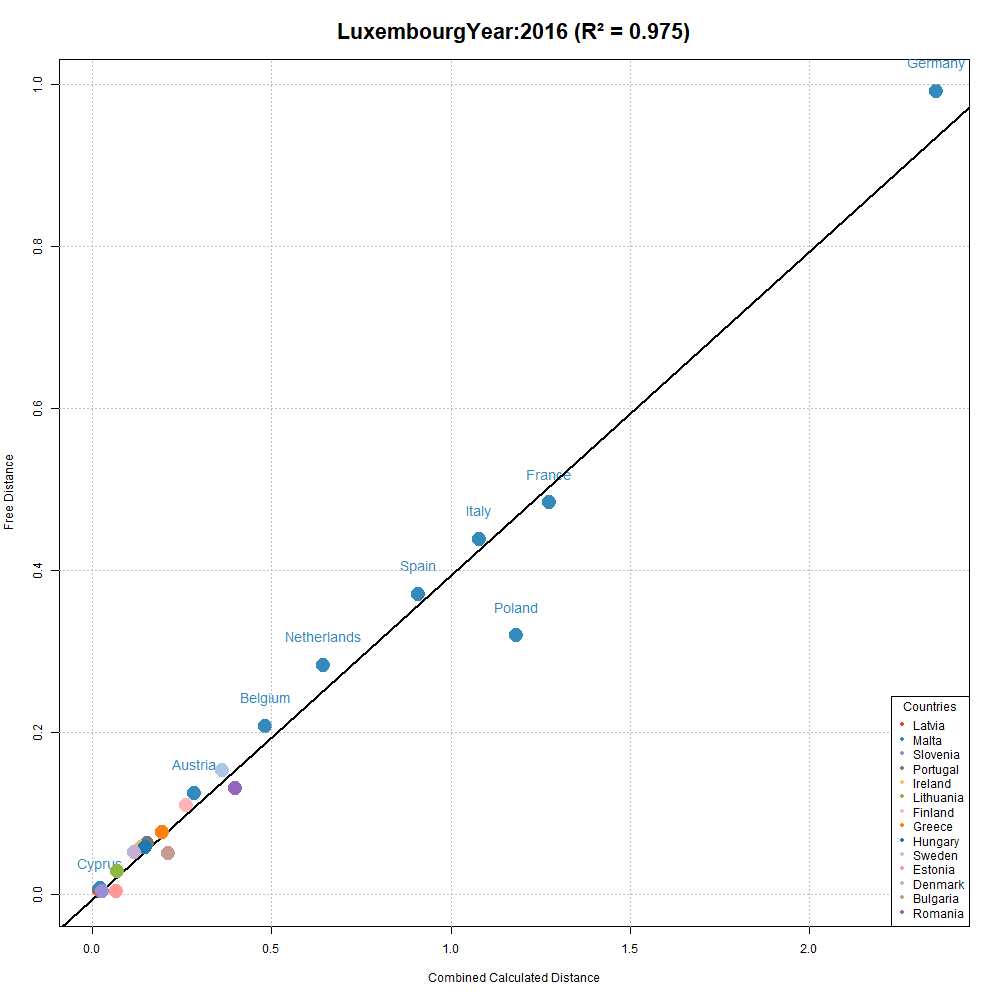 LuxembourgYear:2016 (R² = 0.975)
Germany
1.0
0.8
0.6
France
Italy
Free Distance
Spain
0.4
Poland
Netherlands
Belgium
0.2
Austria
Cyprus
0.0
Countries
Latvia
Malta
Slovenia
Portugal
Ireland
Lithuania
Finland
Greece
Hungary
Sweden
Estonia
Denmark
Bulgaria
Romania
0.0 0.5 1.0 1.5 2.0
Combined Calculated Distance